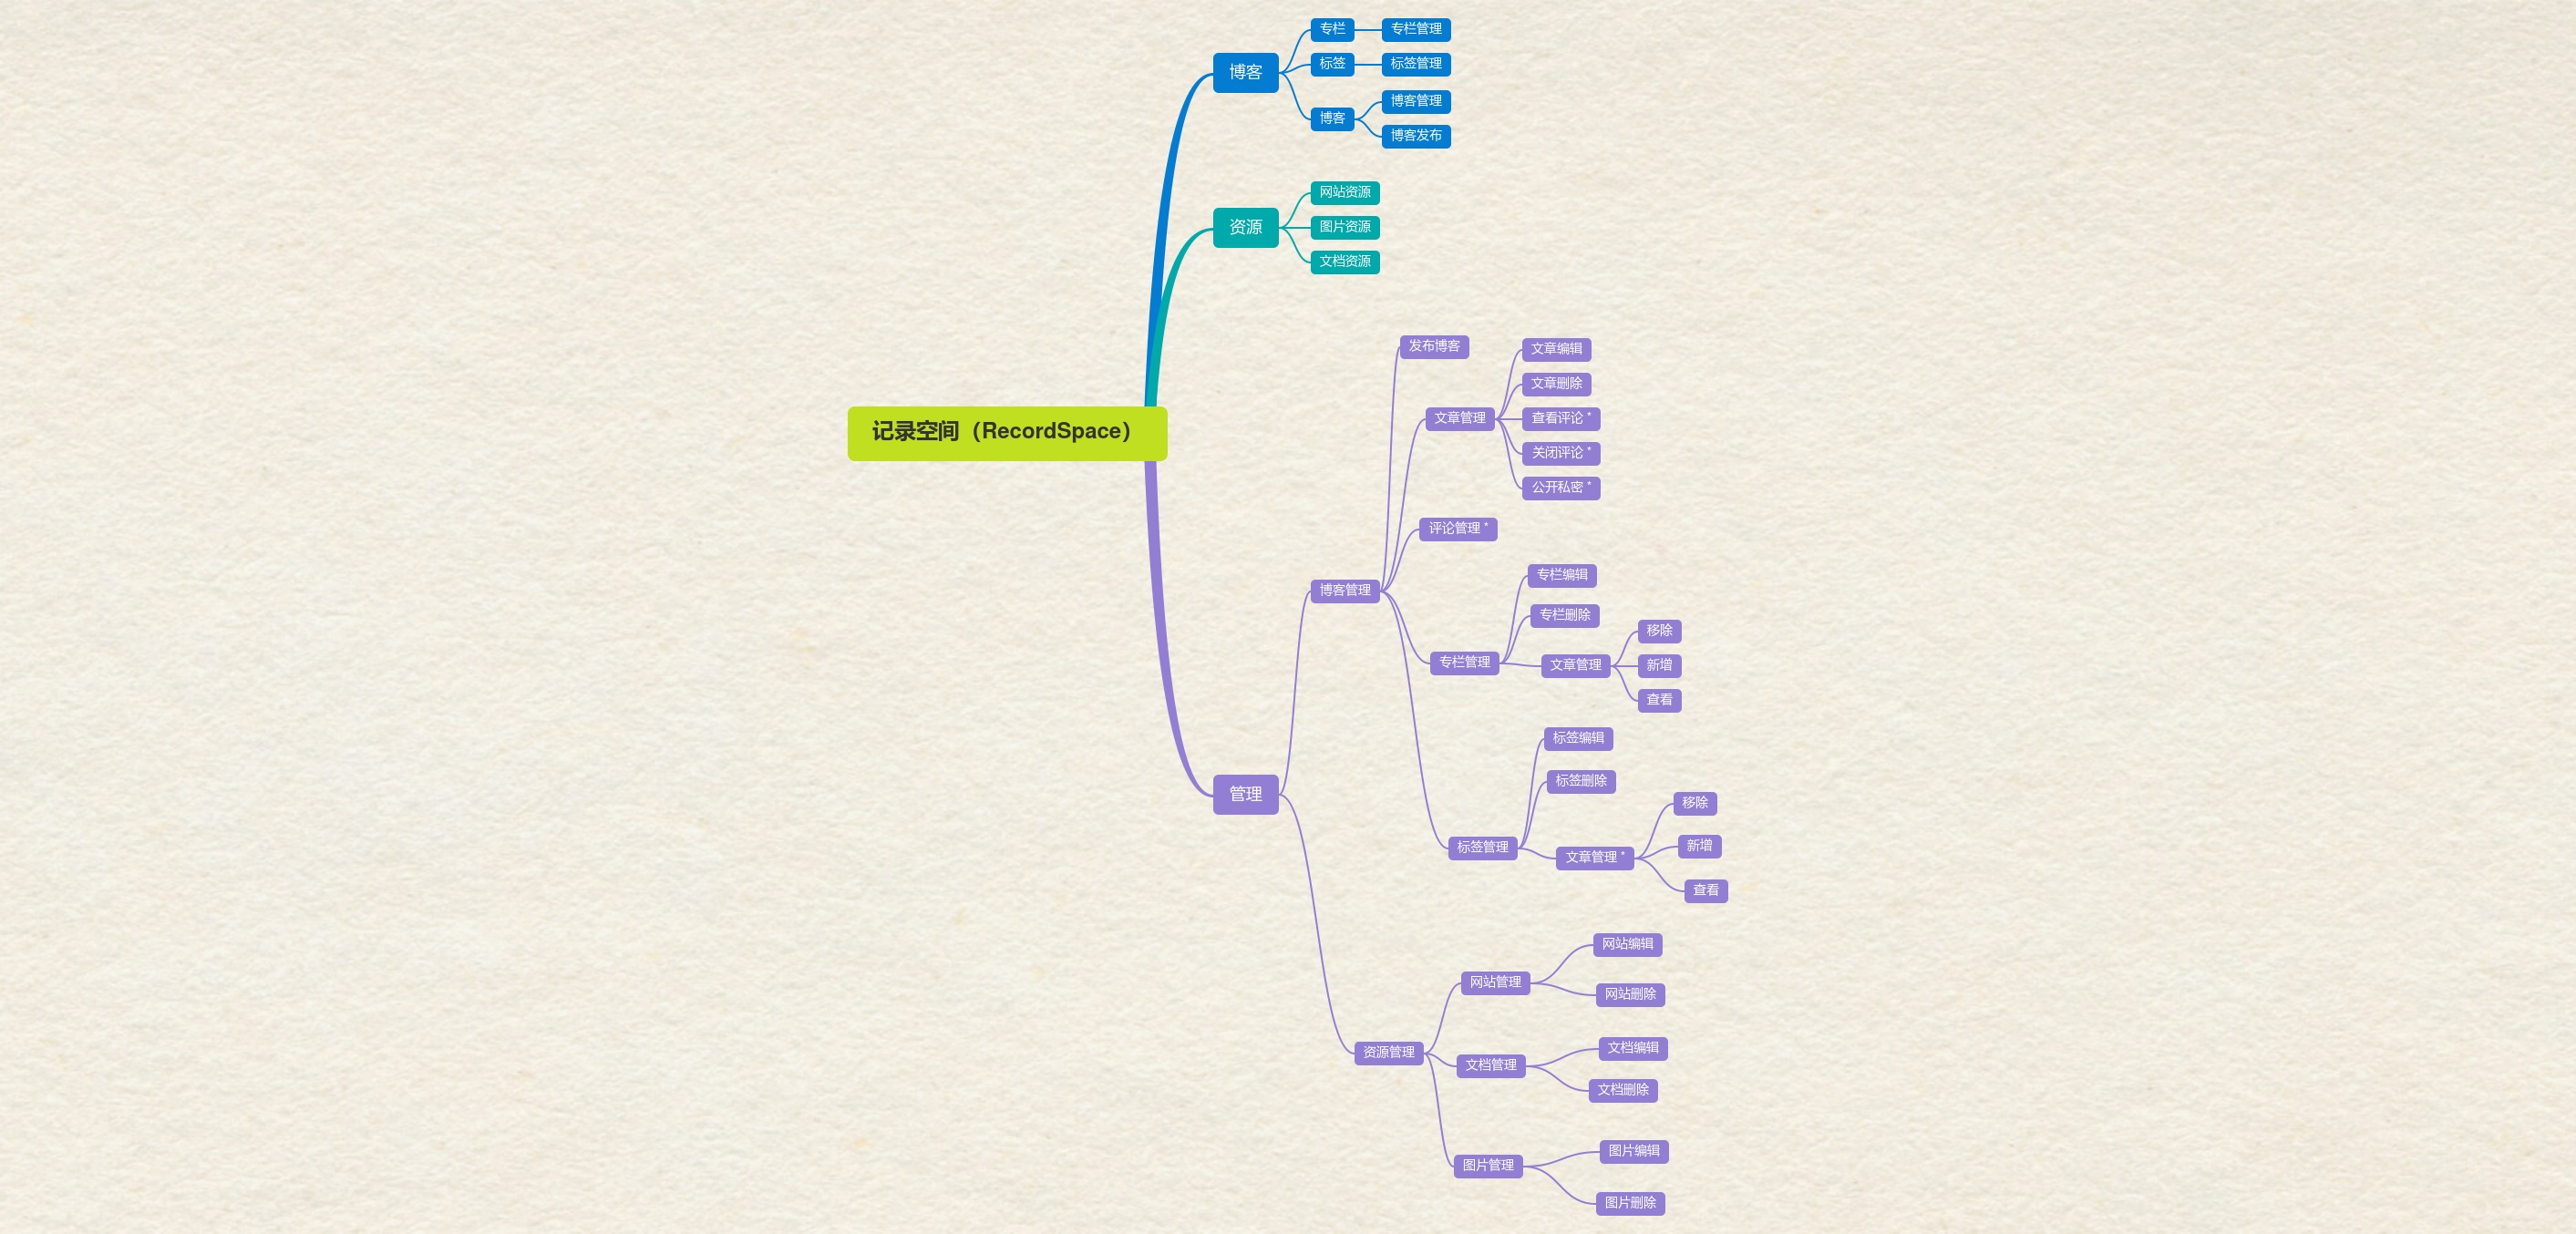 记录空间（RecordSpace）
博客
专栏
专栏管理
标签
标签管理
博客
博客管理
博客发布
资源
网站资源
图片资源
文档资源
管理
博客管理
发布博客
文章管理
文章编辑
文章删除
查看评论 *
关闭评论 *
公开私密 *
评论管理 *
专栏管理
专栏编辑
专栏删除
文章管理
移除
新增
查看
标签管理
标签编辑
标签删除
文章管理 *
移除
新增
查看
资源管理
网站管理
网站编辑
网站删除
文档管理
文档编辑
文档删除
图片管理
图片编辑
图片删除